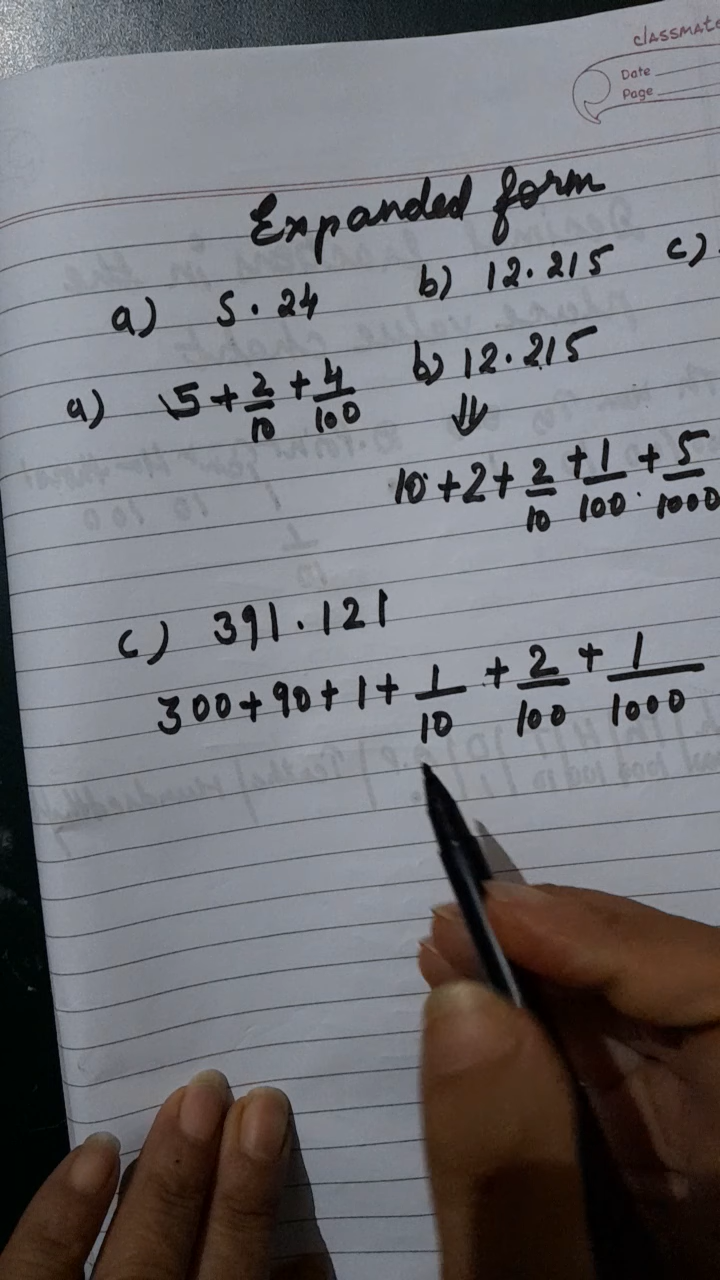 classmate
Date
Page
Expanded form
a) 5.24 b) 12.215 c)
a) 5 + 2/10 + 4/100 b) 12.215
⇓
10 + 2 + 2/10 + 1/100 + 5/1000
c) 391.121
300 + 90 + 1 + 1/10 + 2/100 + 1/1000